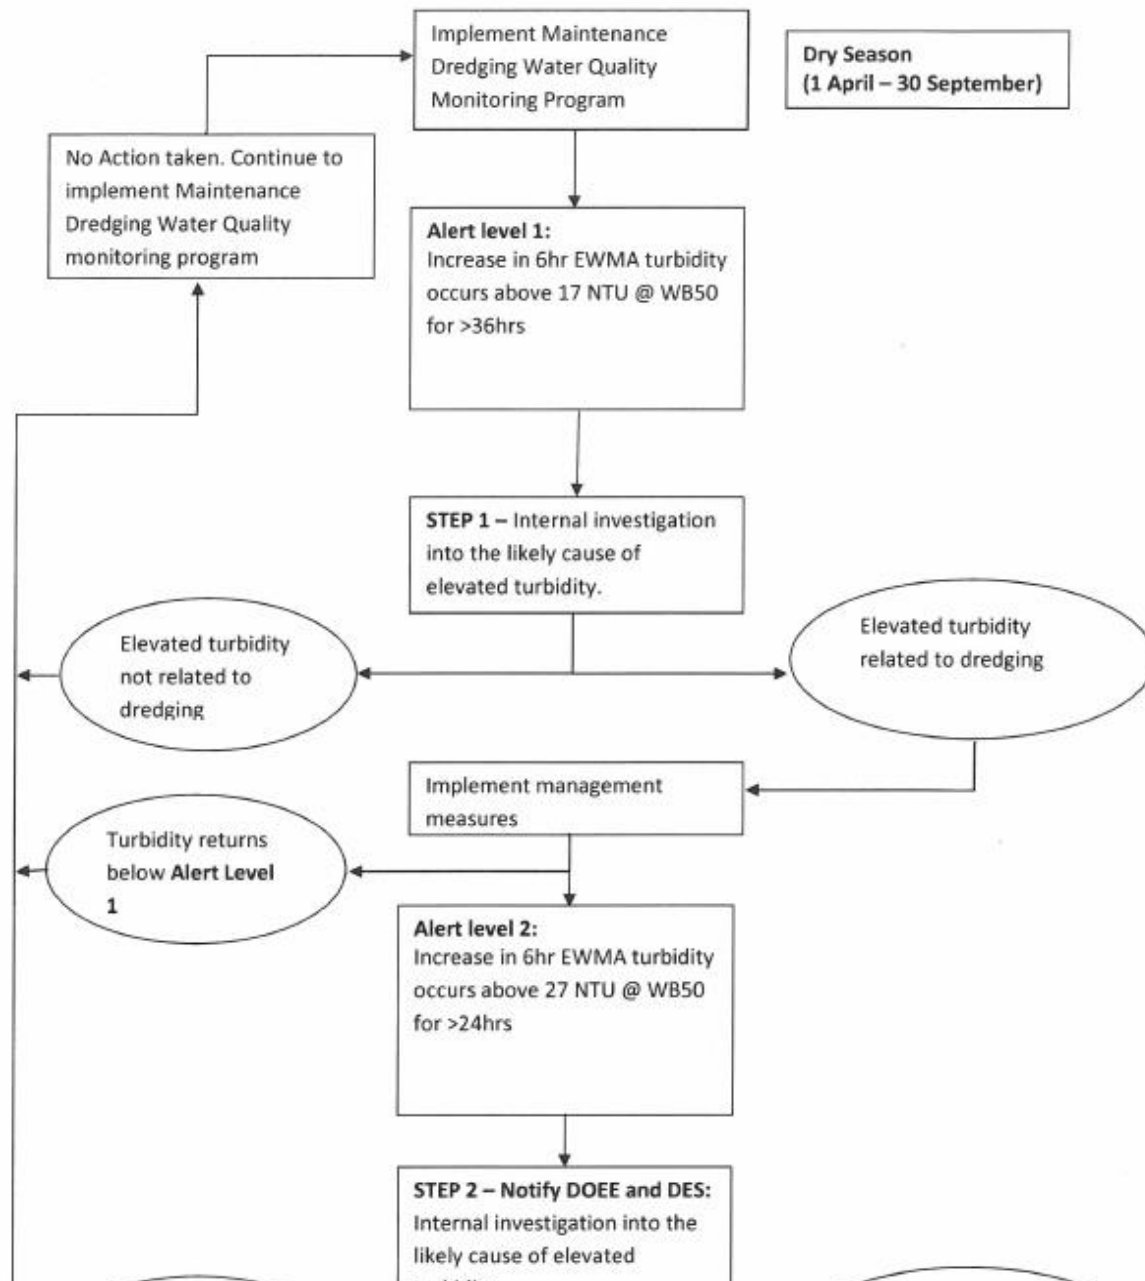 Implement Maintenance
Dredging Water Quality
Monitoring Program
Dry Season
(1 April – 30 September)
No Action taken. Continue to
implement Maintenance
Dredging Water Quality
monitoring program
Alert level 1:
Increase in 6hr EWMA turbidity
occurs above 17 NTU @ WB50
for >36hrs
STEP 1 – Internal investigation
into the likely cause of
elevated turbidity.
Elevated turbidity
not related to
dredging
Elevated turbidity
related to dredging
Implement management
measures
Turbidity returns
below Alert Level
1
Alert level 2:
Increase in 6hr EWMA turbidity
occurs above 27 NTU @ WB50
for >24hrs
STEP 2 – Notify DOEE and DES:
Internal investigation into the
likely cause of elevated